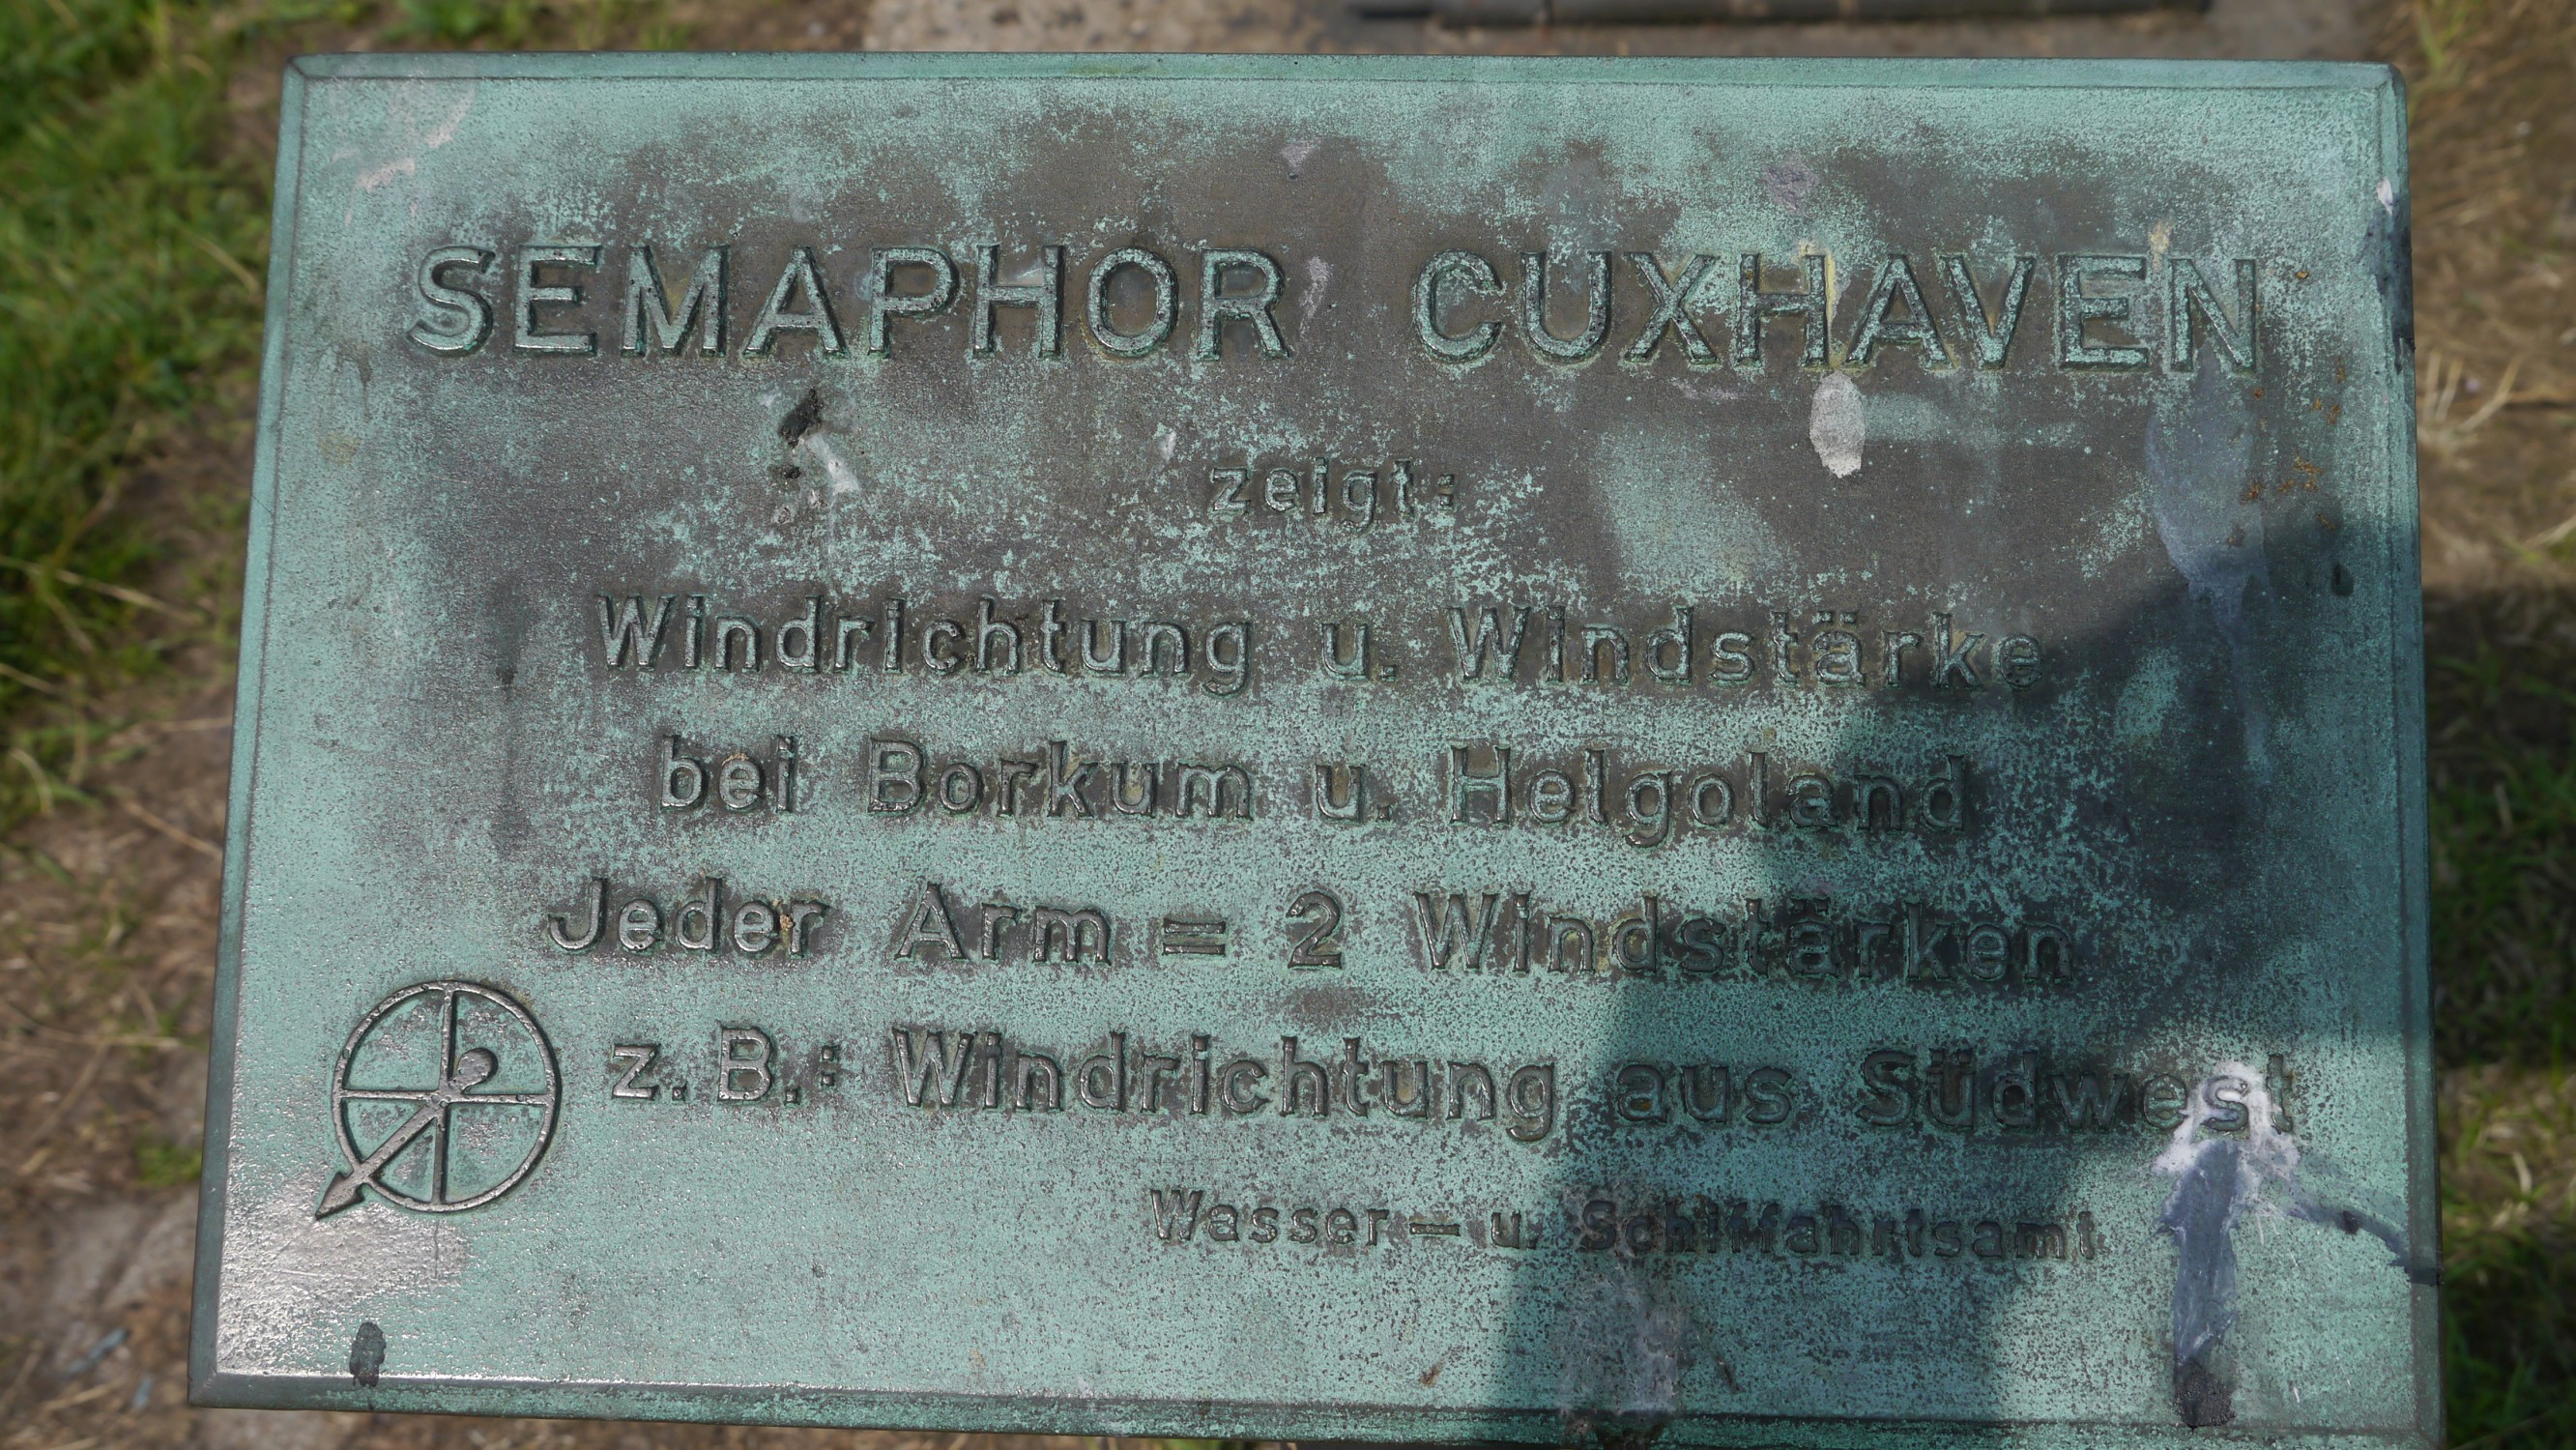 SEMAPHOR CUXHAVEN
zeigt:
Windrichtung u. Windstärke
bei Borkum u. Helgoland
Jeder Arm = 2 Windstärken
z.B.: Windrichtung aus Südwest
Wasser- u. Schiffahrtsamt